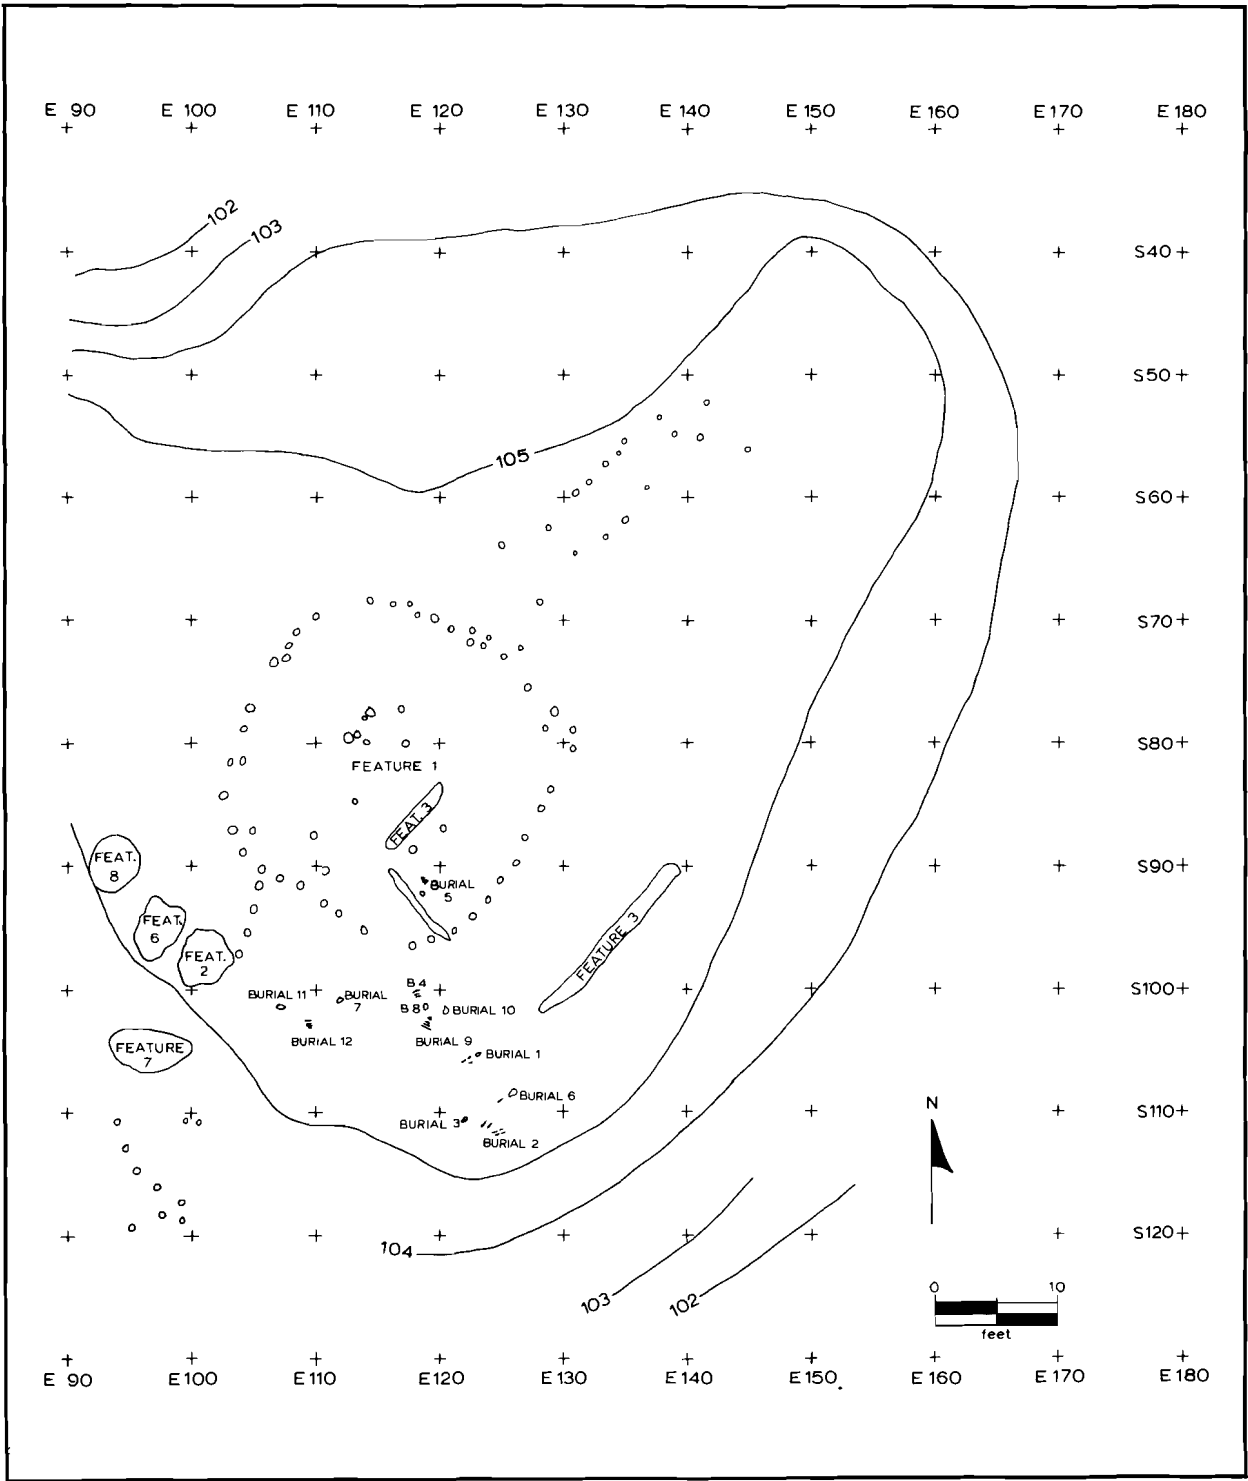 E 90 E 100 E 110 E 120 E 130 E 140 E 150 E 160 E 170 E 180
102
103
S40
S50
105
S60
S70
S80
FEATURE 1
FEAT. 3
FEAT.
8
S90
BURIAL
5
FEAT.
6
FEATURE 3
FEAT.
2
B 4
S100
BURIAL 11
BURIAL
7
B 8
BURIAL 10
BURIAL 12
BURIAL 9
FEATURE
7
BURIAL 1
BURIAL 6
N
S110
BURIAL 3
BURIAL 2
S120
104
103
102
0 10
feet
E 90 E 100 E 110 E 120 E 130 E 140 E 150 E 160 E 170 E 180